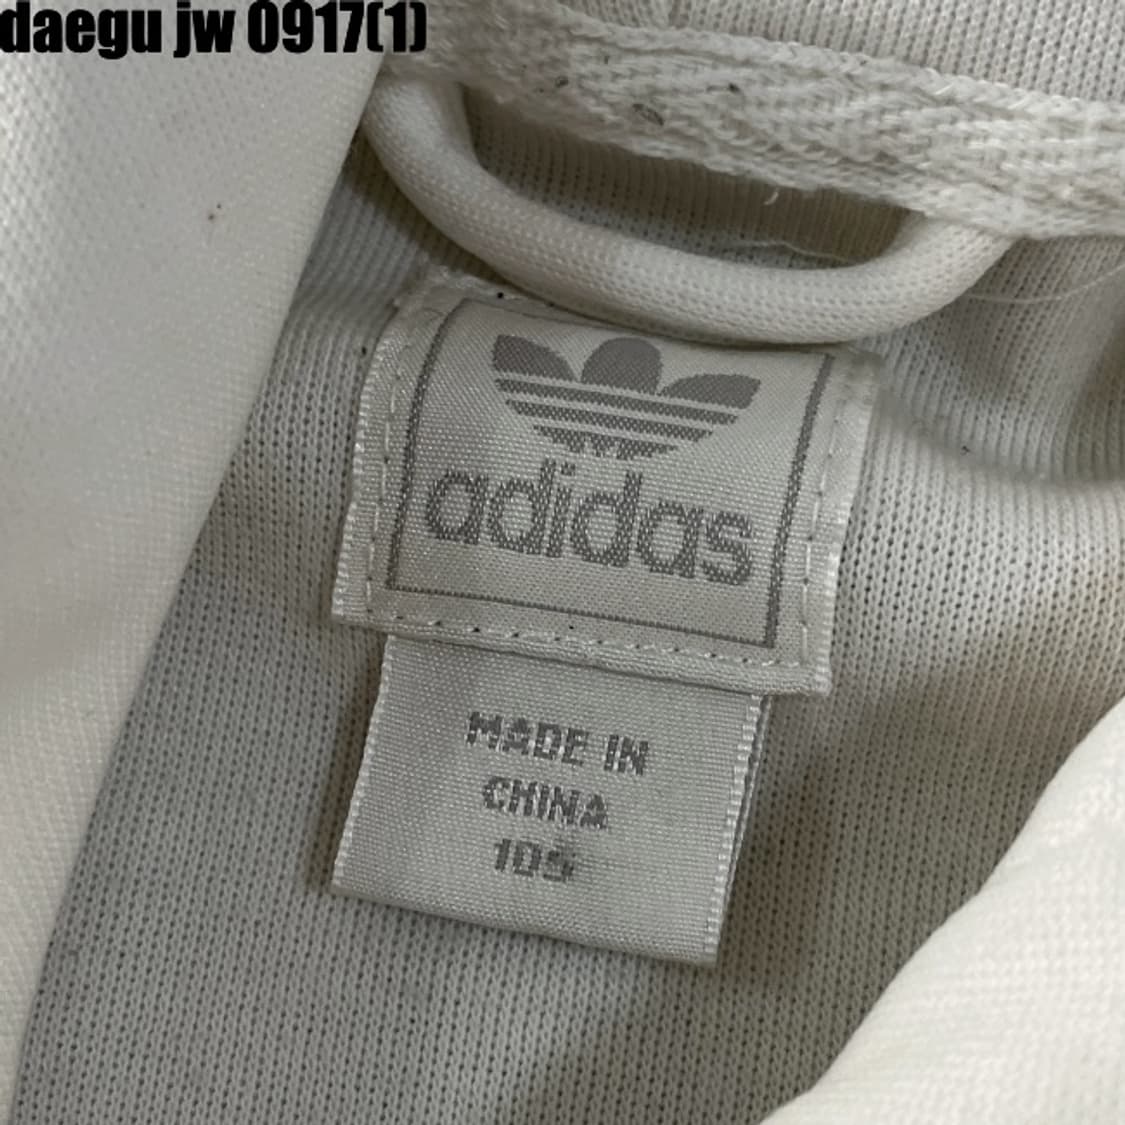 daegu jw 0917(1)
adidas
MADE IN
CHINA
105